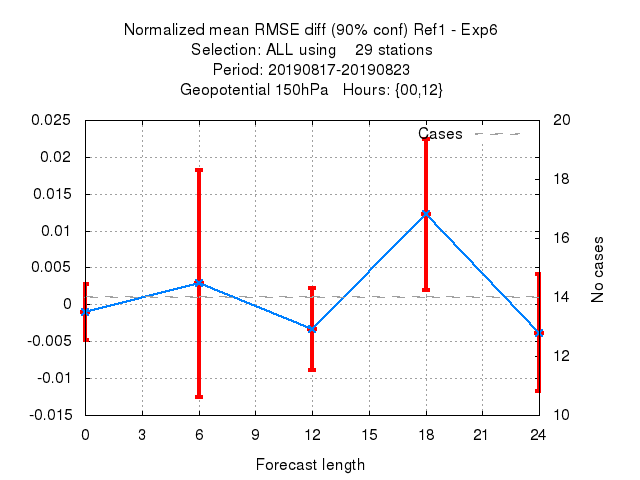 Normalized mean RMSE diff (90% conf) Ref1 - Exp6
Selection: ALL using    29 stations
Period: 20190817-20190823
Geopotential 150hPa   Hours: {00,12}
Cases
0.025
0.02
0.015
0.01
0.005
0
-0.005
-0.01
-0.015
20
18
16
14
12
10
No cases
0 3 6 9 12 15 18 21 24
Forecast length